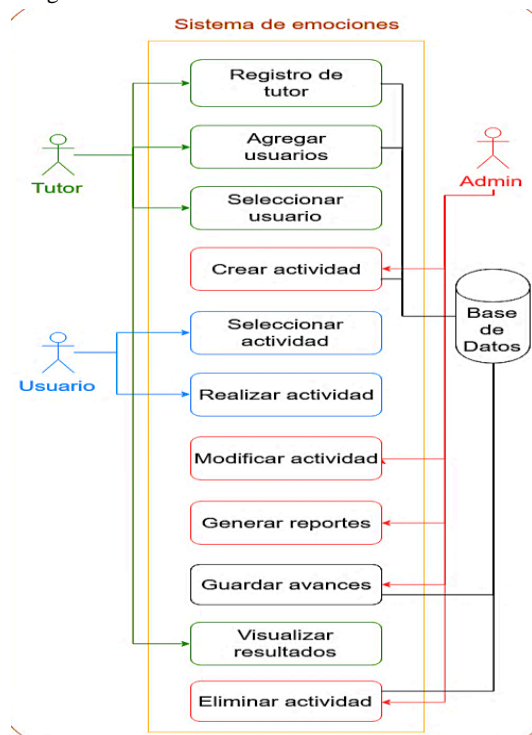 Sistema de emociones
Registro de
tutor
Agregar
usuarios
Tutor
Admin
Seleccionar
usuario
Crear actividad
Base
de
Datos
Seleccionar
actividad
Usuario
Realizar actividad
Modificar actividad
Generar reportes
Guardar avances
Visualizar
resultados
Eliminar actividad